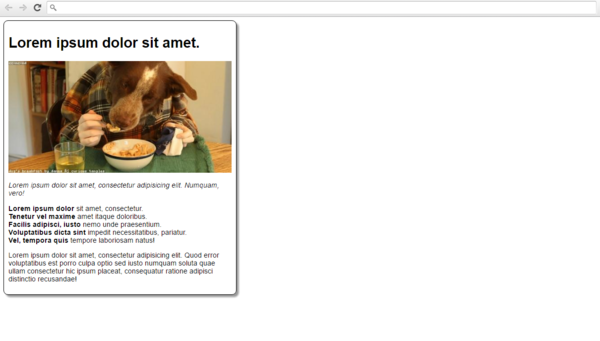 Lorem ipsum dolor sit amet.
Lorem ipsum dolor sit amet, consectetur adipisicing elit. Numquam,
vero!
Lorem ipsum dolor sit amet, consectetur.
Tenetur vel maxime amet itaque doloribus.
Facilis adipisci, iusto nemo unde praesentium.
Voluptatibus dicta sint impedit necessitatibus, pariatur.
Vel, tempora quis tempore laboriosam natus!
Lorem ipsum dolor sit amet, consectetur adipisicing elit. Quod error
voluptatibus est porro culpa optio sed iusto numquam soluta quae
ullam consectetur hic ipsum placeat, consequatur ratione adipisci
distinctio recusandae!